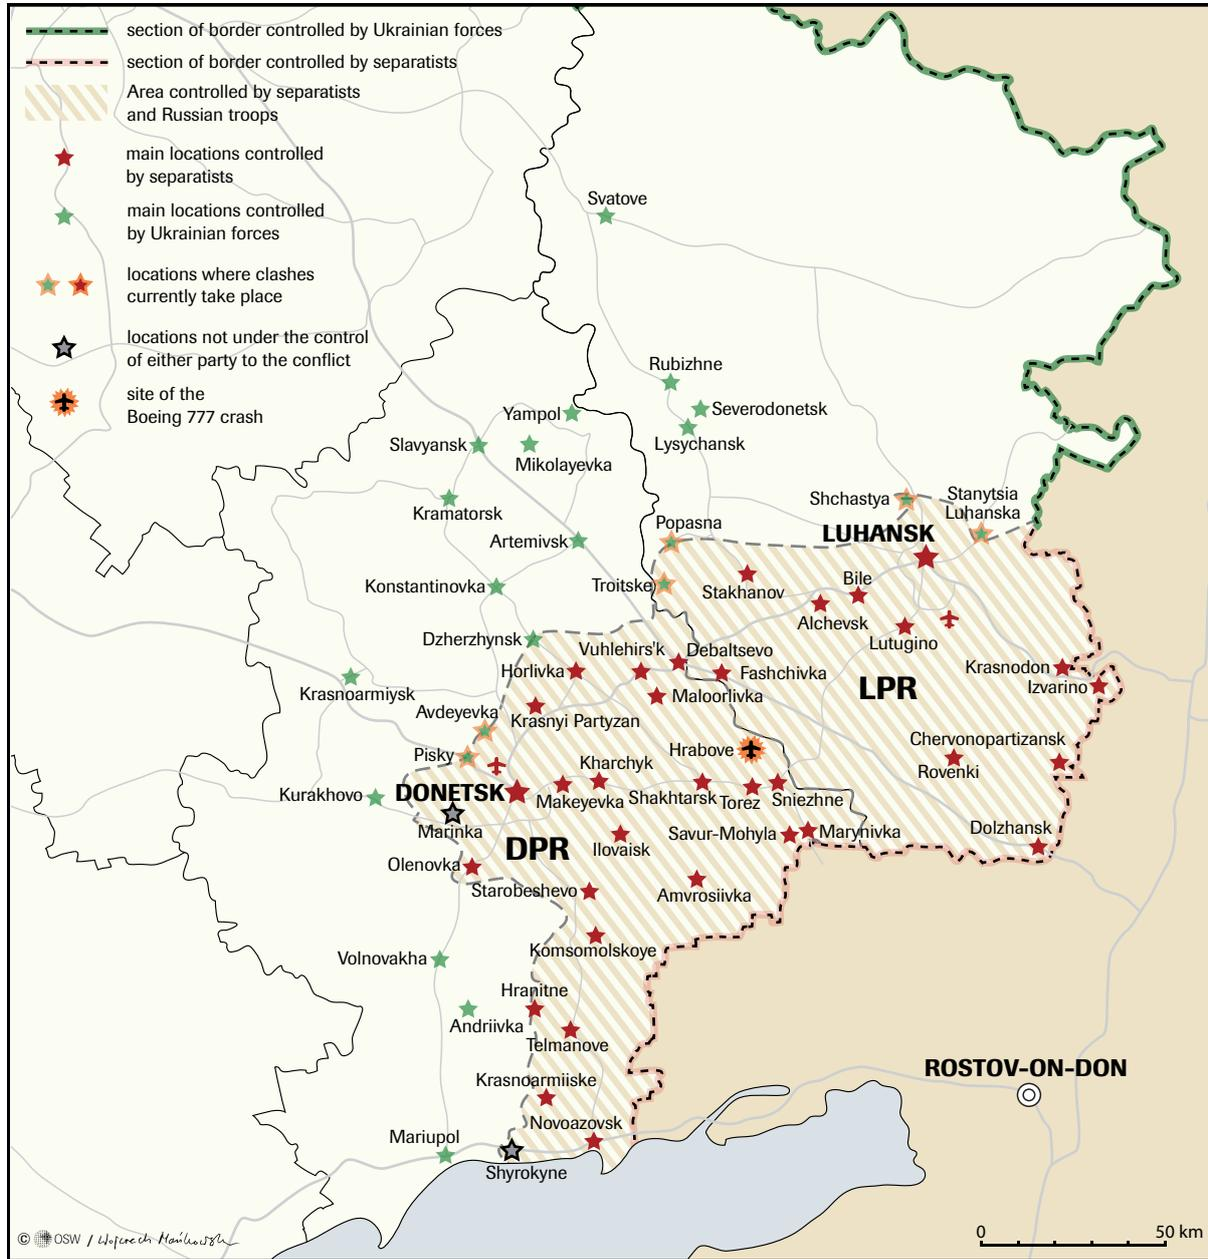 section of border controlled by Ukrainian forces
section of border controlled by separatists
Area controlled by separatists
and Russian troops
main locations controlled
by separatists
main locations controlled
by Ukrainian forces
locations where clashes
currently take place
locations not under the control
of either party to the conflict
site of the
Boeing 777 crash
Svatove
Rubizhne
Severodonetsk
Lysychansk
Yampol
Slavyansk
Mikolayevka
Kramatorsk
Artemivsk
Shchastya
Stanytsia
Luhanska
Popasna
LUHANSK
Konstantinovka
Troitske
Stakhanov
Bile
Alchevsk
Lutugino
Dzherzhynsk
Vuhlehirs'k
Debaltsevo
Horlivka
Fashchivka
Krasnodon
Izvarino
LPR
Krasnoarmiysk
Maloorlivka
Avdeyevka
Krasnyi Partyzan
Pisky
Hrabove
Chervonopartizansk
Rovenki
Kharchyk
Kurakhovo
DONETSK
Makeyevka
Shakhtarsk
Torez
Sniezhne
Marinka
DPR
Ilovaisk
Savur-Mohyla
Marynivka
Dolzhansk
Olenovka
Starobeshevo
Amvrosiivka
Komsomolskoye
Volnovakha
Hranitne
Andriivka
Telmanove
Krasnoarmiiske
ROSTOV-ON-DON
Novoazovsk
Mariupol
Shyrokyne
© OSW /
0 50 km